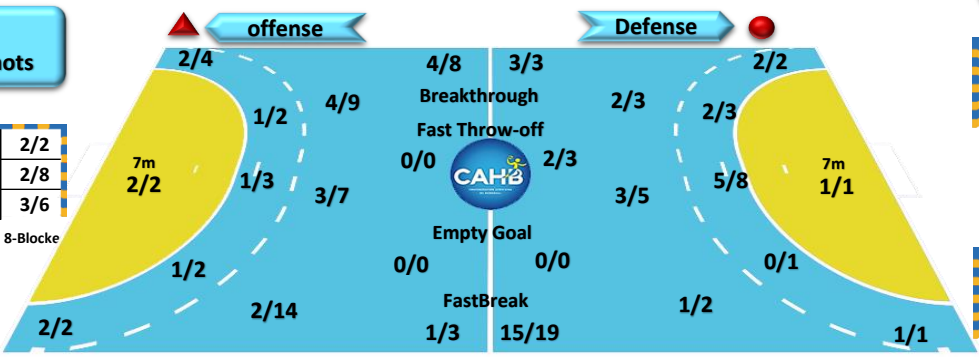 offense Defense
ots
2/4 4/8 3/3 2/2
Breakthrough
1/2 4/9 2/3 2/3
Fast Throw-off
2/2
0/0 2/3
CAHB
2/8
7m 7m
2/2 1/3 3/7 3/5 5/8 1/1
3/6
8-Blocke
Empty Goal
1/2 0/0 0/0 0/1
FastBreak
2/14 1/2
2/2 1/3 15/19 1/1